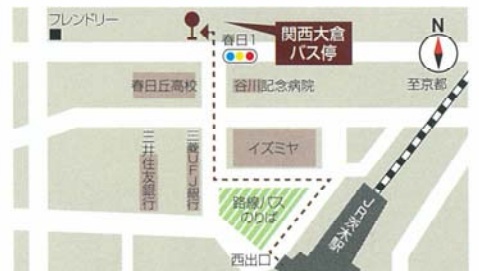 フレンドリー
春日1
関西大倉
バス停
N
至京都
春日丘高校
谷川記念病院
三井住友銀行
三菱UFJ銀行
イズミヤ
路線バス
のりば
JR茨木駅
西出口